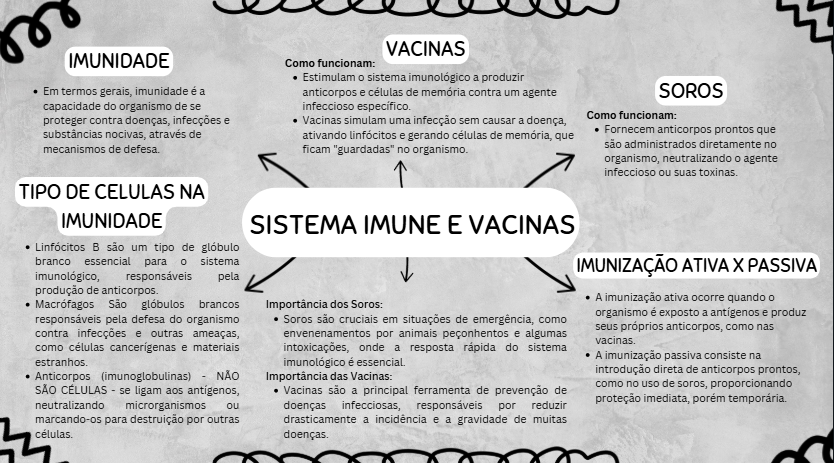 IMUNIDADE
• Em termos gerais, imunidade é a
capacidade do organismo de se
proteger contra doenças, infecções e
substâncias nocivas, através de
mecanismos de defesa.
VACINAS
Como funcionam:
• Estimulam o sistema imunológico a produzir
anticorpos e células de memória contra um agente
infeccioso específico.
• Vacinas simulam uma infecção sem causar a doença,
ativando linfócitos e gerando células de memória, que
ficam "guardadas" no organismo.
SOROS
Como funcionam:
• Fornecem anticorpos prontos que
são administrados diretamente no
organismo, neutralizando o agente
infeccioso ou suas toxinas.
SISTEMA IMUNE E VACINAS
TIPO DE CELULAS NA
IMUNIDADE
• Linfócitos B são um tipo de glóbulo
branco essencial para o sistema
imunológico, responsáveis pela
produção de anticorpos.
• Macrófagos São glóbulos brancos
responsáveis pela defesa do organismo
contra infecções e outras ameaças,
como células cancerígenas e materiais
estranhos.
• Anticorpos (imunoglobulinas) - NÃO
SÃO CÉLULAS - se ligam aos antígenos,
neutralizando microrganismos ou
marcando-os para destruição por outras
células.
Importância dos Soros:
• Soros são cruciais em situações de emergência, como
envenenamentos por animais peçonhentos e algumas
intoxicações, onde a resposta rápida do sistema
imunológico é essencial.
Importância das Vacinas:
• Vacinas são a principal ferramenta de prevenção de
doenças infecciosas, responsáveis por reduzir
drasticamente a incidência e a gravidade de muitas
doenças.
IMUNIZAÇÃO ATIVA X PASSIVA
• A imunização ativa ocorre quando o
organismo é exposto a antígenos e produz
seus próprios anticorpos, como nas
vacinas.
• A imunização passiva consiste na
introdução direta de anticorpos prontos,
como no uso de soros, proporcionando
proteção imediata, porém temporária.